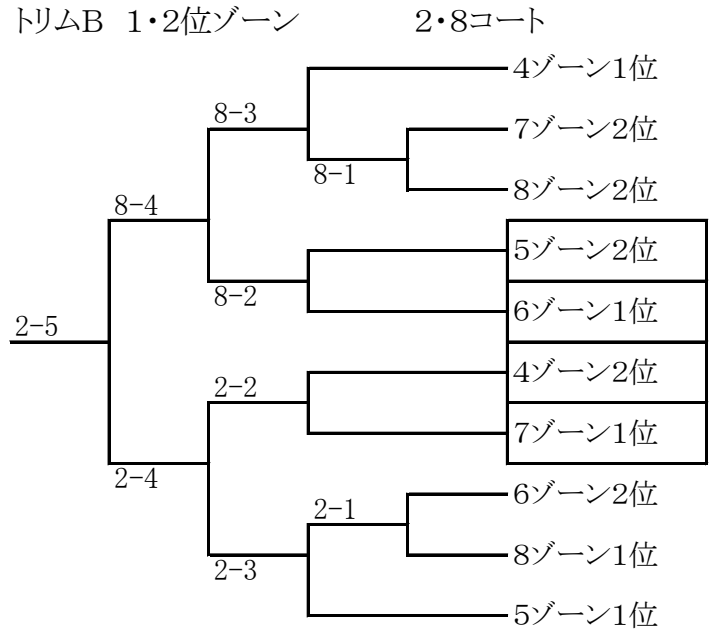 トリムB 1・2位ゾーン 2・8コート
4ゾーン1位
8-3
7ゾーン2位
8-1
8ゾーン2位
8-4
5ゾーン2位
8-2
6ゾーン1位
2-5
4ゾーン2位
2-2
7ゾーン1位
2-4
6ゾーン2位
2-1
8ゾーン1位
2-3
5ゾーン1位